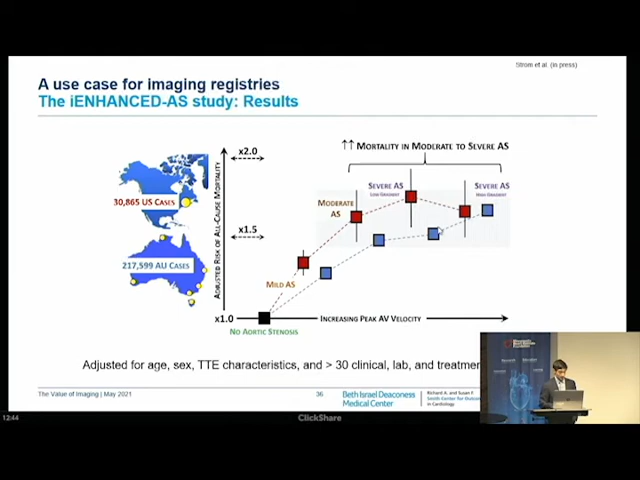 Strom et al. (in press)
A use case for imaging registries
The iENHANCED-AS study: Results
↑↑ MORTALITY IN MODERATE TO SEVERE AS
ADJUSTED RISK OF ALL-CAUSE MORTALITY
x2.0
x1.5
x1.0
30,865 US CASES
217,599 AU CASES
MODERATE
AS
SEVERE AS
LOW GRADIENT
SEVERE AS
HIGH GRADIENT
MILD AS
NO AORTIC STENOSIS
INCREASING PEAK AV VELOCITY
Adjusted for age, sex, TTE characteristics, and > 30 clinical, lab, and treatmen
The Value of Imaging | May 2021
36
Beth Israel Deaconess
Medical Center
Richard A. and Susan F.
Smith Center for Outcom
in Cardiology
12:44
ClickShare